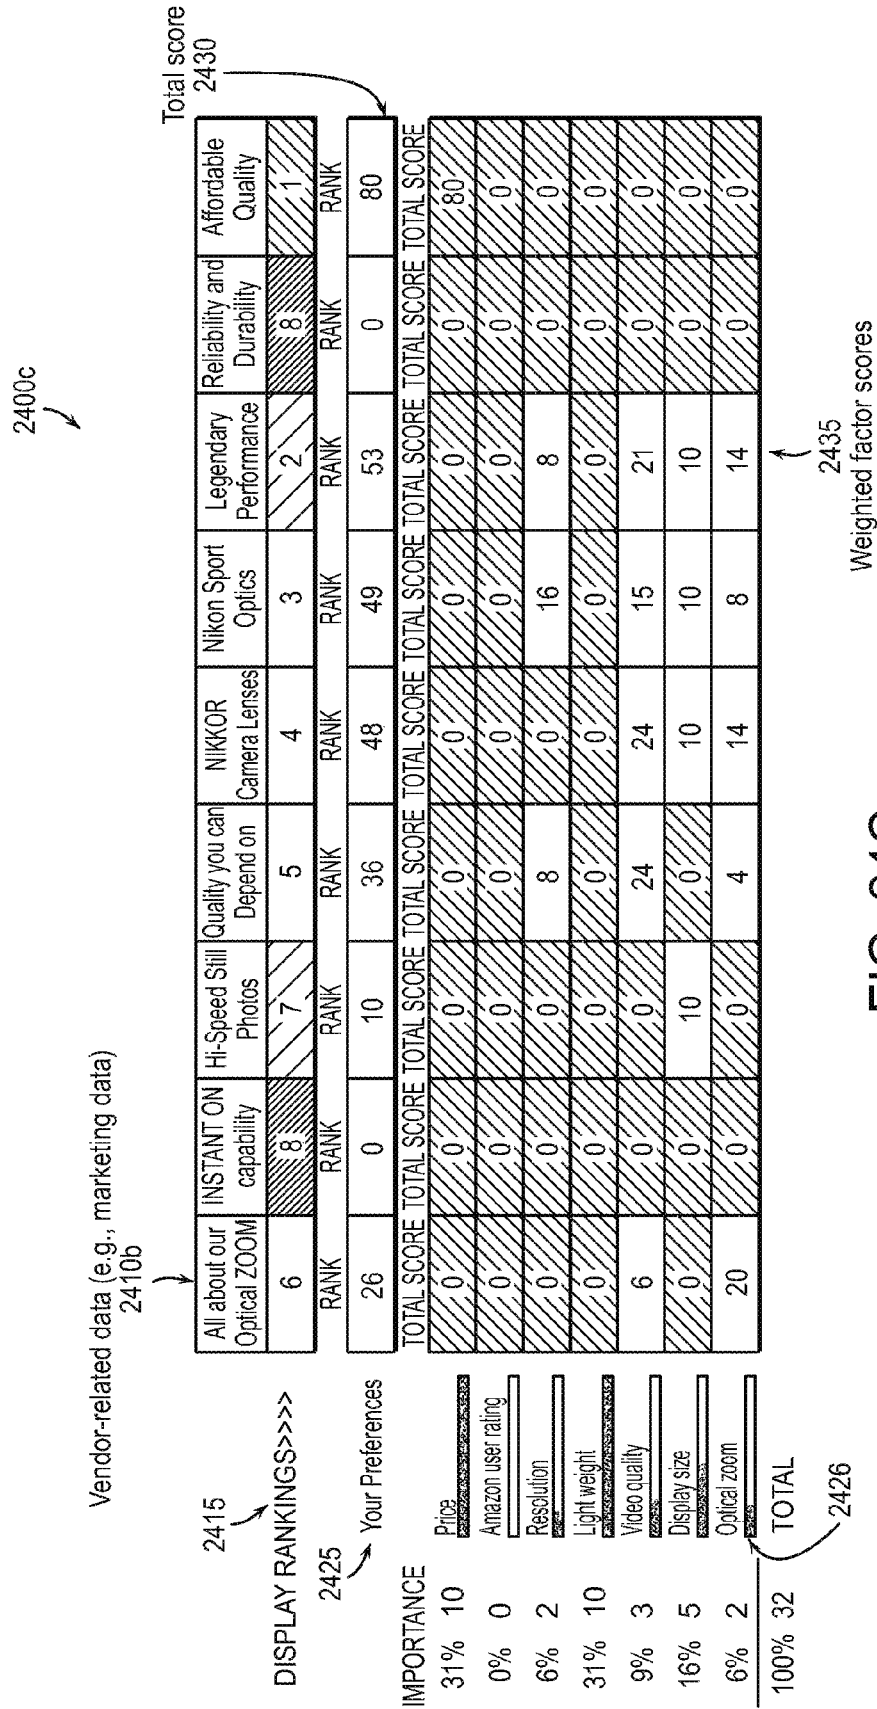 2400c
Vendor-related data (e.g., marketing data)
2410b
Total score
2430
All about our Optical ZOOM
INSTANT ON capability
Hi-Speed Still Photos
Quality you can Depend on
NIKKOR Camera Lenses
Nikon Sport Optics
Legendary Performance
Reliability and Durability
Affordable Quality
2415
DISPLAY RANKINGS>>>>
6 8 7 5 4 3 2 8 1
RANK RANK RANK RANK RANK RANK RANK RANK RANK
2425
Your Preferences
26 0 10 36 48 49 53 0 80
IMPORTANCE
TOTAL SCORE TOTAL SCORE TOTAL SCORE TOTAL SCORE TOTAL SCORE TOTAL SCORE TOTAL SCORE TOTAL SCORE TOTAL SCORE
31% 10 Price 0 0 0 0 0 0 0 0 80
0% 0 Amazon user rating 0 0 0 0 0 0 0 0 0
6% 2 Resolution 0 0 0 8 0 16 8 0 0
31% 10 Light weight 0 0 0 0 0 0 0 0 0
9% 3 Video quality 6 0 0 24 24 15 21 0 0
16% 5 Display size 0 0 10 0 10 10 10 0 0
6% 2 Optical zoom 20 0 0 4 14 8 14 0 0
100% 32 TOTAL
2426
2435
Weighted factor scores